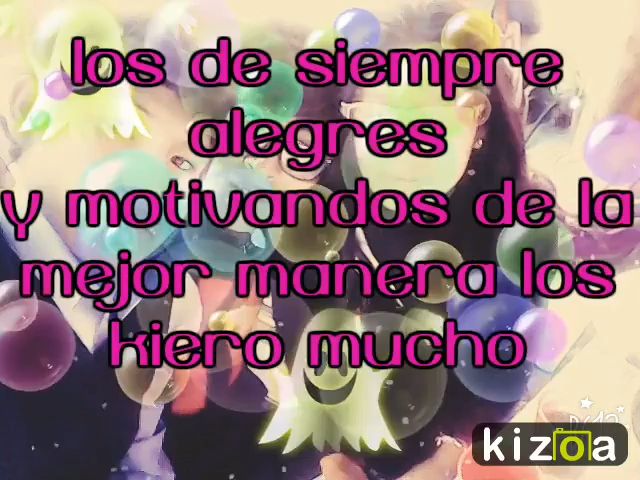 los de siempre
alegres
y motivandos de la
mejor manera los
kiero mucho
kizoa